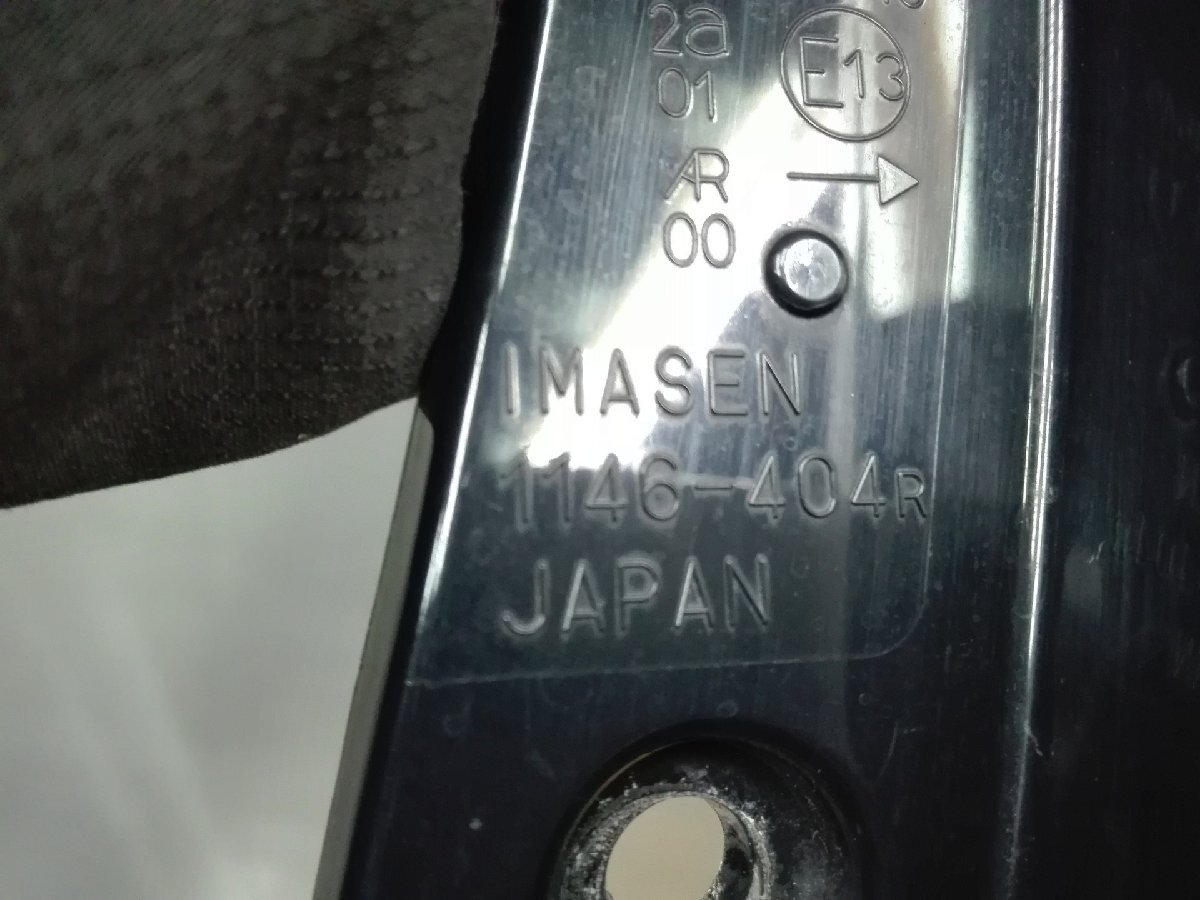 2a E13
01
AR →
00
IMASEN
1146-404R
JAPAN